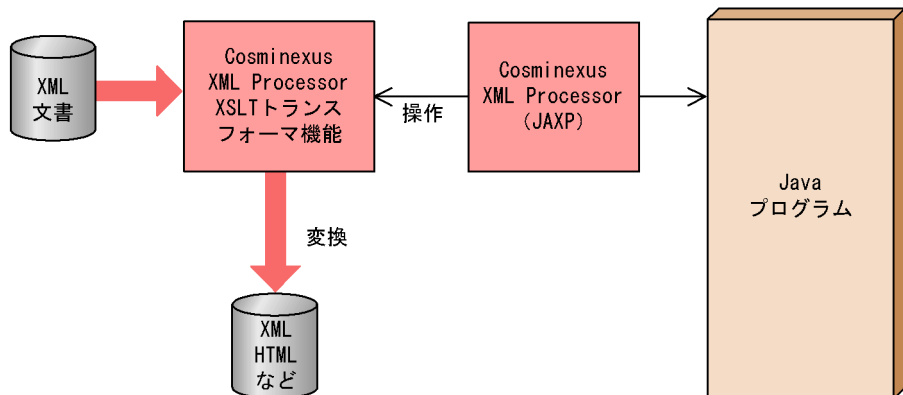 XML
文書
Cosminexus
XML Processor
XSLTトランス
フォーマ機能
操作
Cosminexus
XML Processor
(JAXP)
Java
プログラム
変換
XML
HTML
など